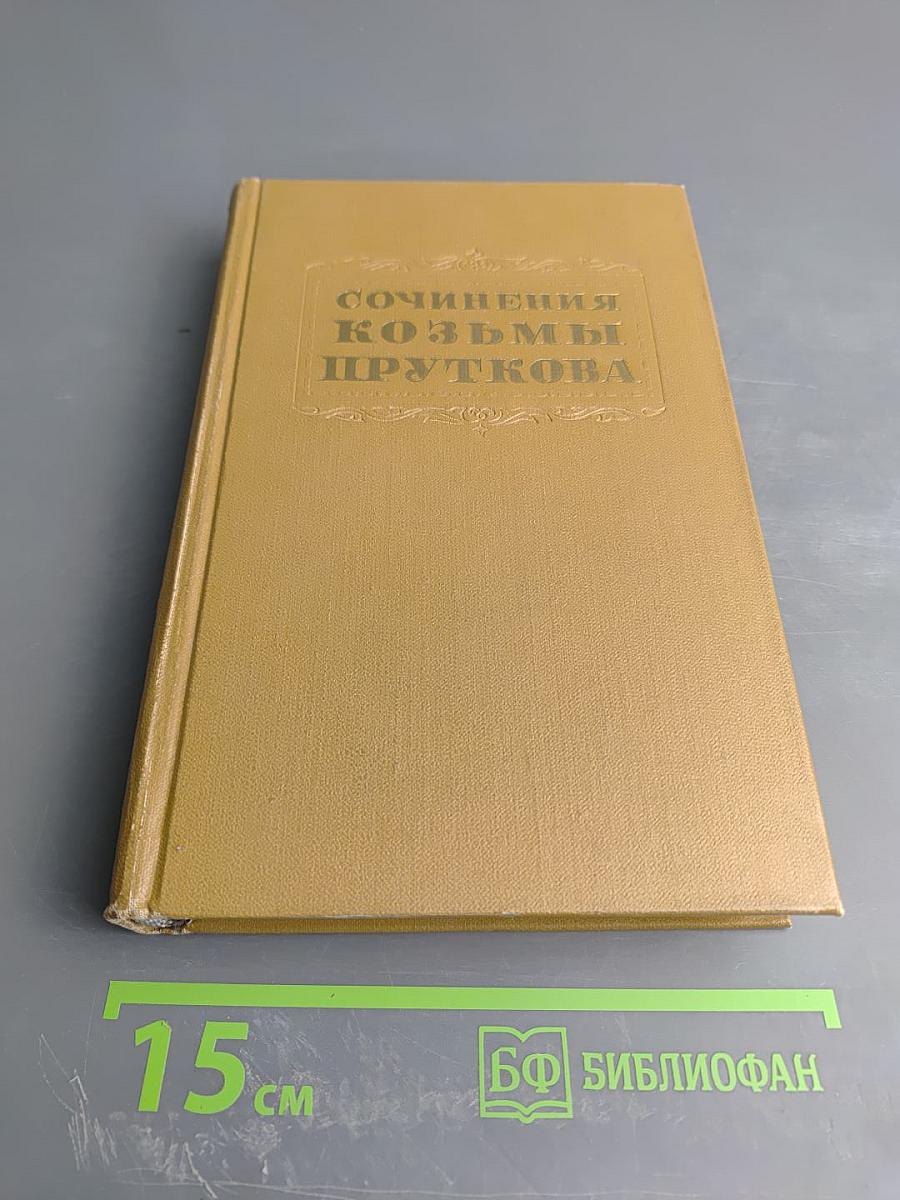 СОЧИНЕНИЯ
КОЗЬМЫ
ПРУТКОВА
15 см
БФ БИБЛИОФАН